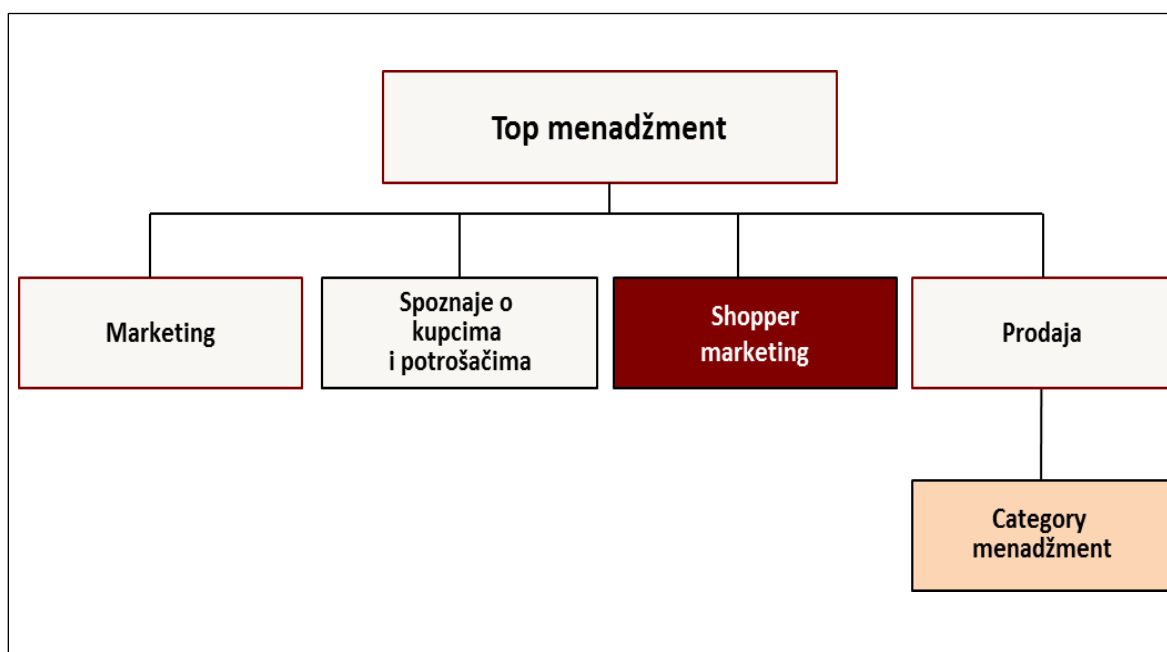 Top menadžment
Marketing
Spoznaje o
kupcima
i potrošačima
Shopper
marketing
Prodaja
Category
menadžment